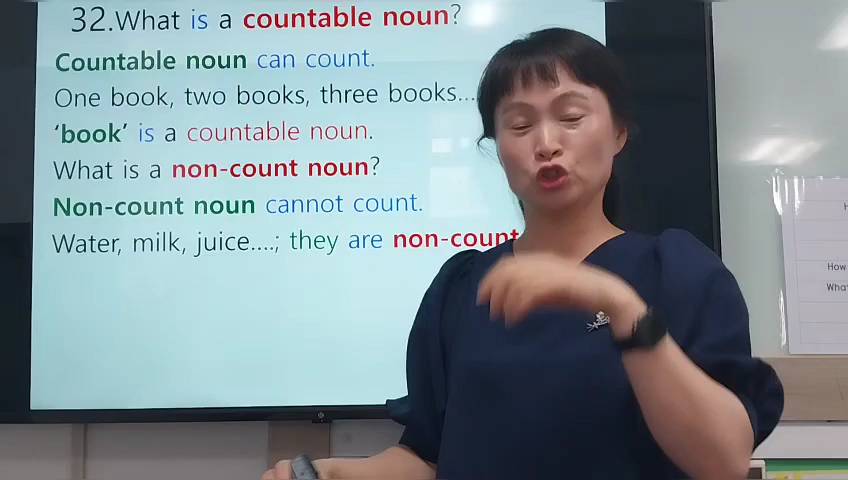 32.What is a countable noun?
Countable noun can count.
One book, two books, three books...
‘book’ is a countable noun.
What is a non-count noun?
Non-count noun cannot count.
Water, milk, juice....; they are non-count
How
What